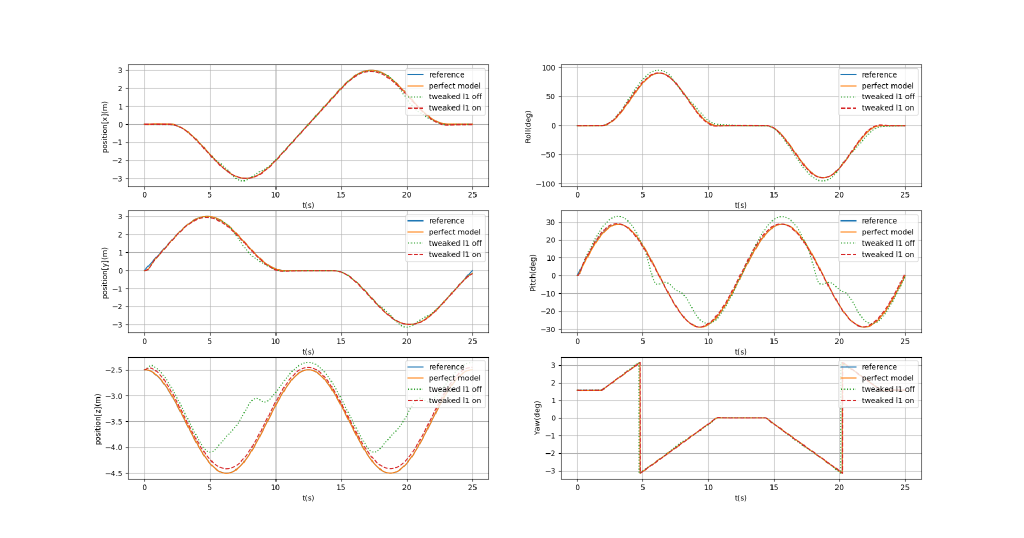 position[x](m)
3
2
1
0
−1
−2
−3
0 5 10 15 20 25
t(s)
reference
perfect model
tweaked l1 off
tweaked l1 on
Roll(deg)
100
50
0
−50
−100
0 5 10 15 20 25
t(s)
reference
perfect model
tweaked l1 off
tweaked l1 on
position[y](m)
3
2
1
0
−1
−2
−3
0 5 10 15 20 25
t(s)
reference
perfect model
tweaked l1 off
tweaked l1 on
Pitch(deg)
30
20
10
0
−10
−20
−30
0 5 10 15 20 25
t(s)
reference
perfect model
tweaked l1 off
tweaked l1 on
position[z](m)
−2.5
−3.0
−3.5
−4.0
−4.5
0 5 10 15 20 25
t(s)
reference
perfect model
tweaked l1 off
tweaked l1 on
Yaw(deg)
3
2
1
0
−1
−2
−3
0 5 10 15 20 25
t(s)
reference
perfect model
tweaked l1 off
tweaked l1 on